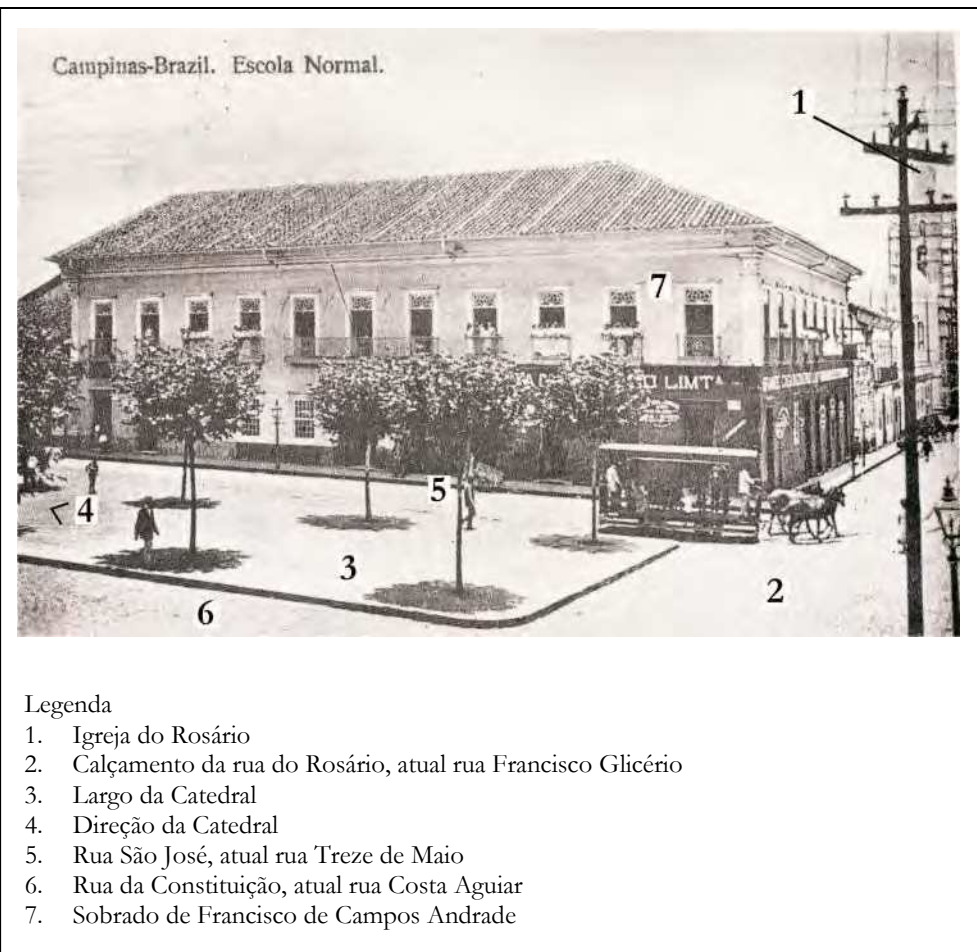 Campinas-Brazil. Escola Normal.
1
7
O LIMTA
5
4
3
2
6
Legenda
1. Igreja do Rosário
2. Calçamento da rua do Rosário, atual rua Francisco Glicério
3. Largo da Catedral
4. Direção da Catedral
5. Rua São José, atual rua Treze de Maio
6. Rua da Constituição, atual rua Costa Aguiar
7. Sobrado de Francisco de Campos Andrade